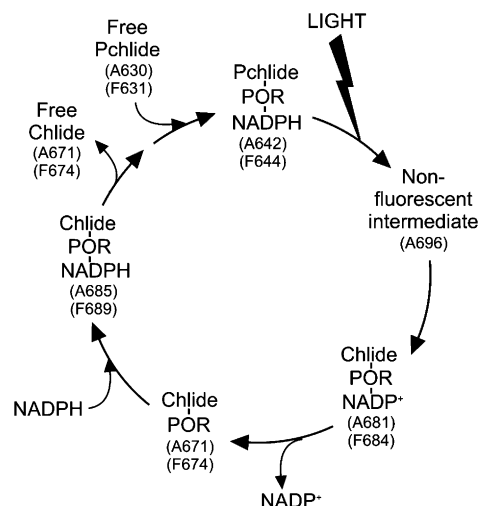 LIGHT
Free
Pchlide
(A630)
(F631)
Pchlide
POR
NADPH
(A642)
(F644)
Non-
fluorescent
intermediate
(A696)
Chlide
POR
NADP⁺
(A681)
(F684)
NADP⁺
Chlide
POR
(A671)
(F674)
NADPH
Chlide
POR
NADPH
(A685)
(F689)
Free
Chlide
(A671)
(F674)